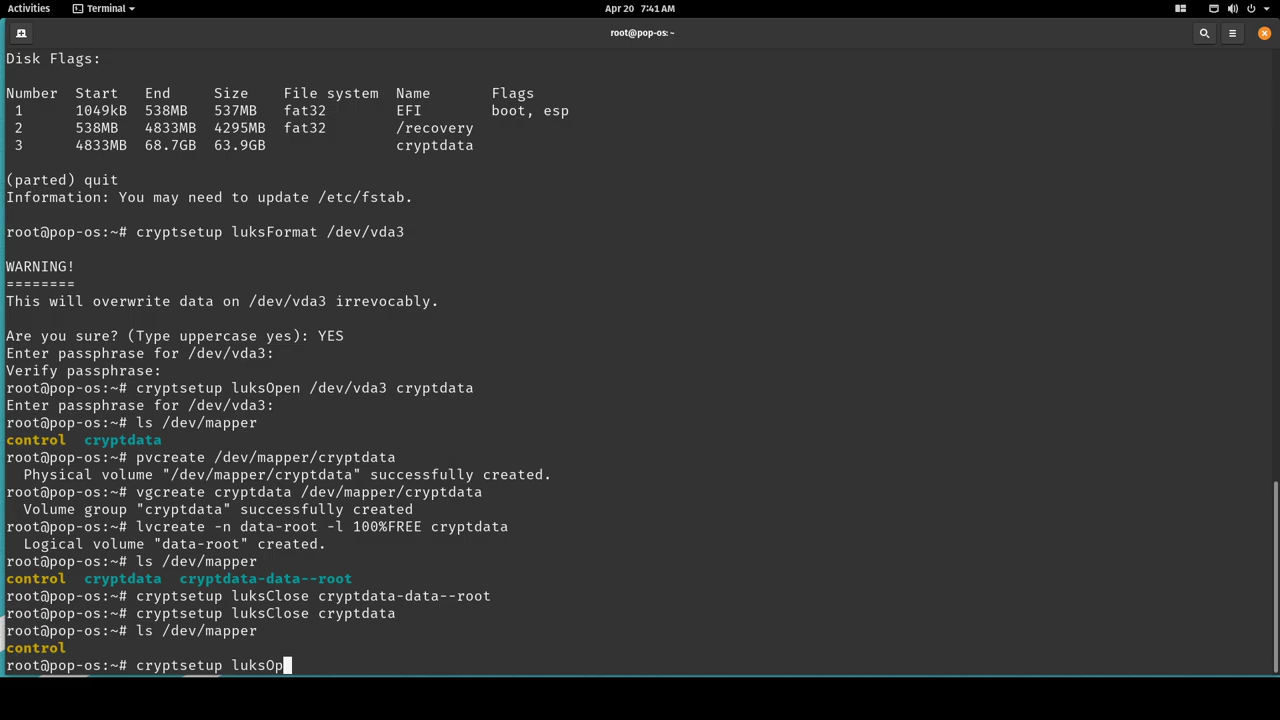 Activities
Terminal
Apr 20 7:41 AM
root@pop-os: ~
Disk Flags:
Number Start End Size File system Name Flags
1 1049kB 538MB 537MB fat32 EFI boot, esp
2 538MB 4833MB 4295MB fat32 /recovery
3 4833MB 68.7GB 63.9GB cryptdata
(parted) quit
Information: You may need to update /etc/fstab.
root@pop-os:~# cryptsetup luksFormat /dev/vda3
WARNING!
========
This will overwrite data on /dev/vda3 irrevocably.
Are you sure? (Type uppercase yes): YES
Enter passphrase for /dev/vda3:
Verify passphrase:
root@pop-os:~# cryptsetup luksOpen /dev/vda3 cryptdata
Enter passphrase for /dev/vda3:
root@pop-os:~# ls /dev/mapper
control cryptdata
root@pop-os:~# pvcreate /dev/mapper/cryptdata
Physical volume "/dev/mapper/cryptdata" successfully created.
root@pop-os:~# vgcreate cryptdata /dev/mapper/cryptdata
Volume group "cryptdata" successfully created
root@pop-os:~# lvcreate -n data-root -l 100%FREE cryptdata
Logical volume "data-root" created.
root@pop-os:~# ls /dev/mapper
control cryptdata cryptdata-data--root
root@pop-os:~# cryptsetup luksClose cryptdata-data--root
root@pop-os:~# cryptsetup luksClose cryptdata
root@pop-os:~# ls /dev/mapper
control
root@pop-os:~# cryptsetup luksOp